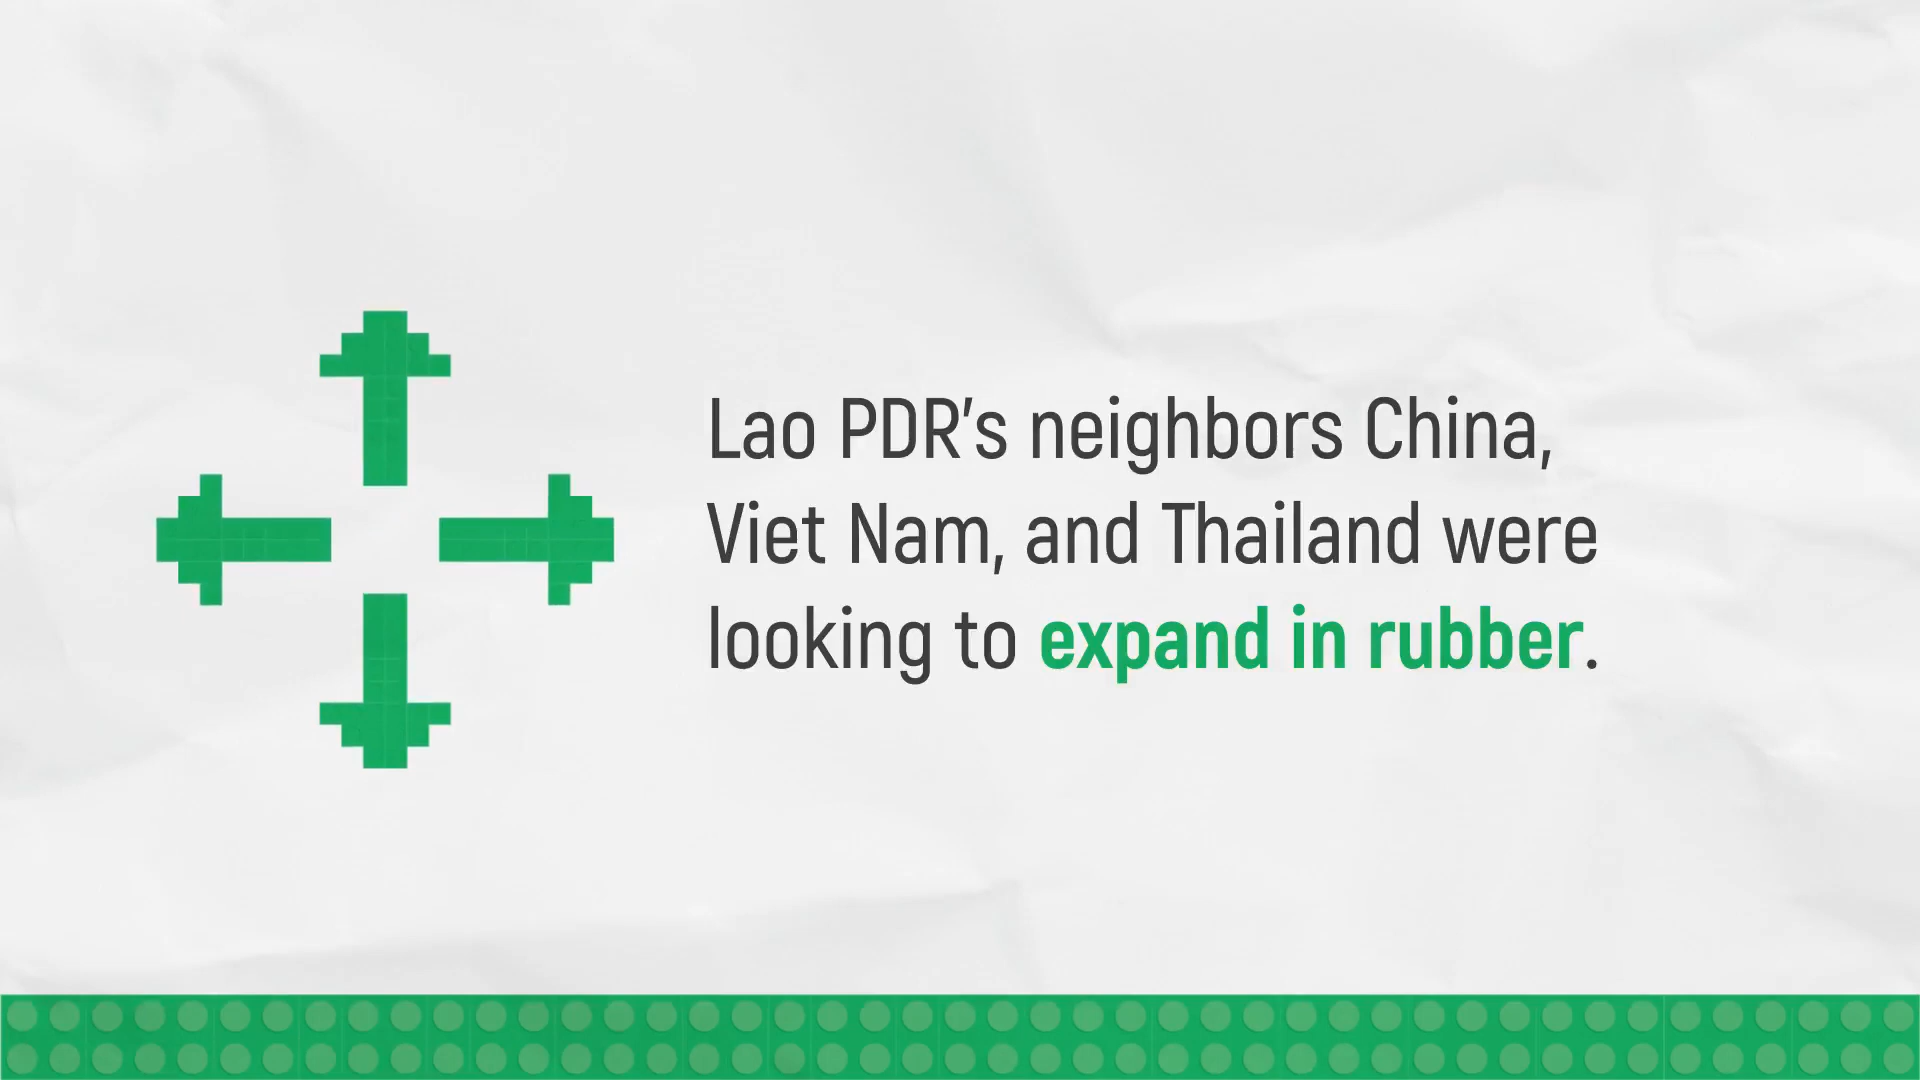 Lao PDR’s neighbors China,
Viet Nam, and Thailand were
looking to expand in rubber.